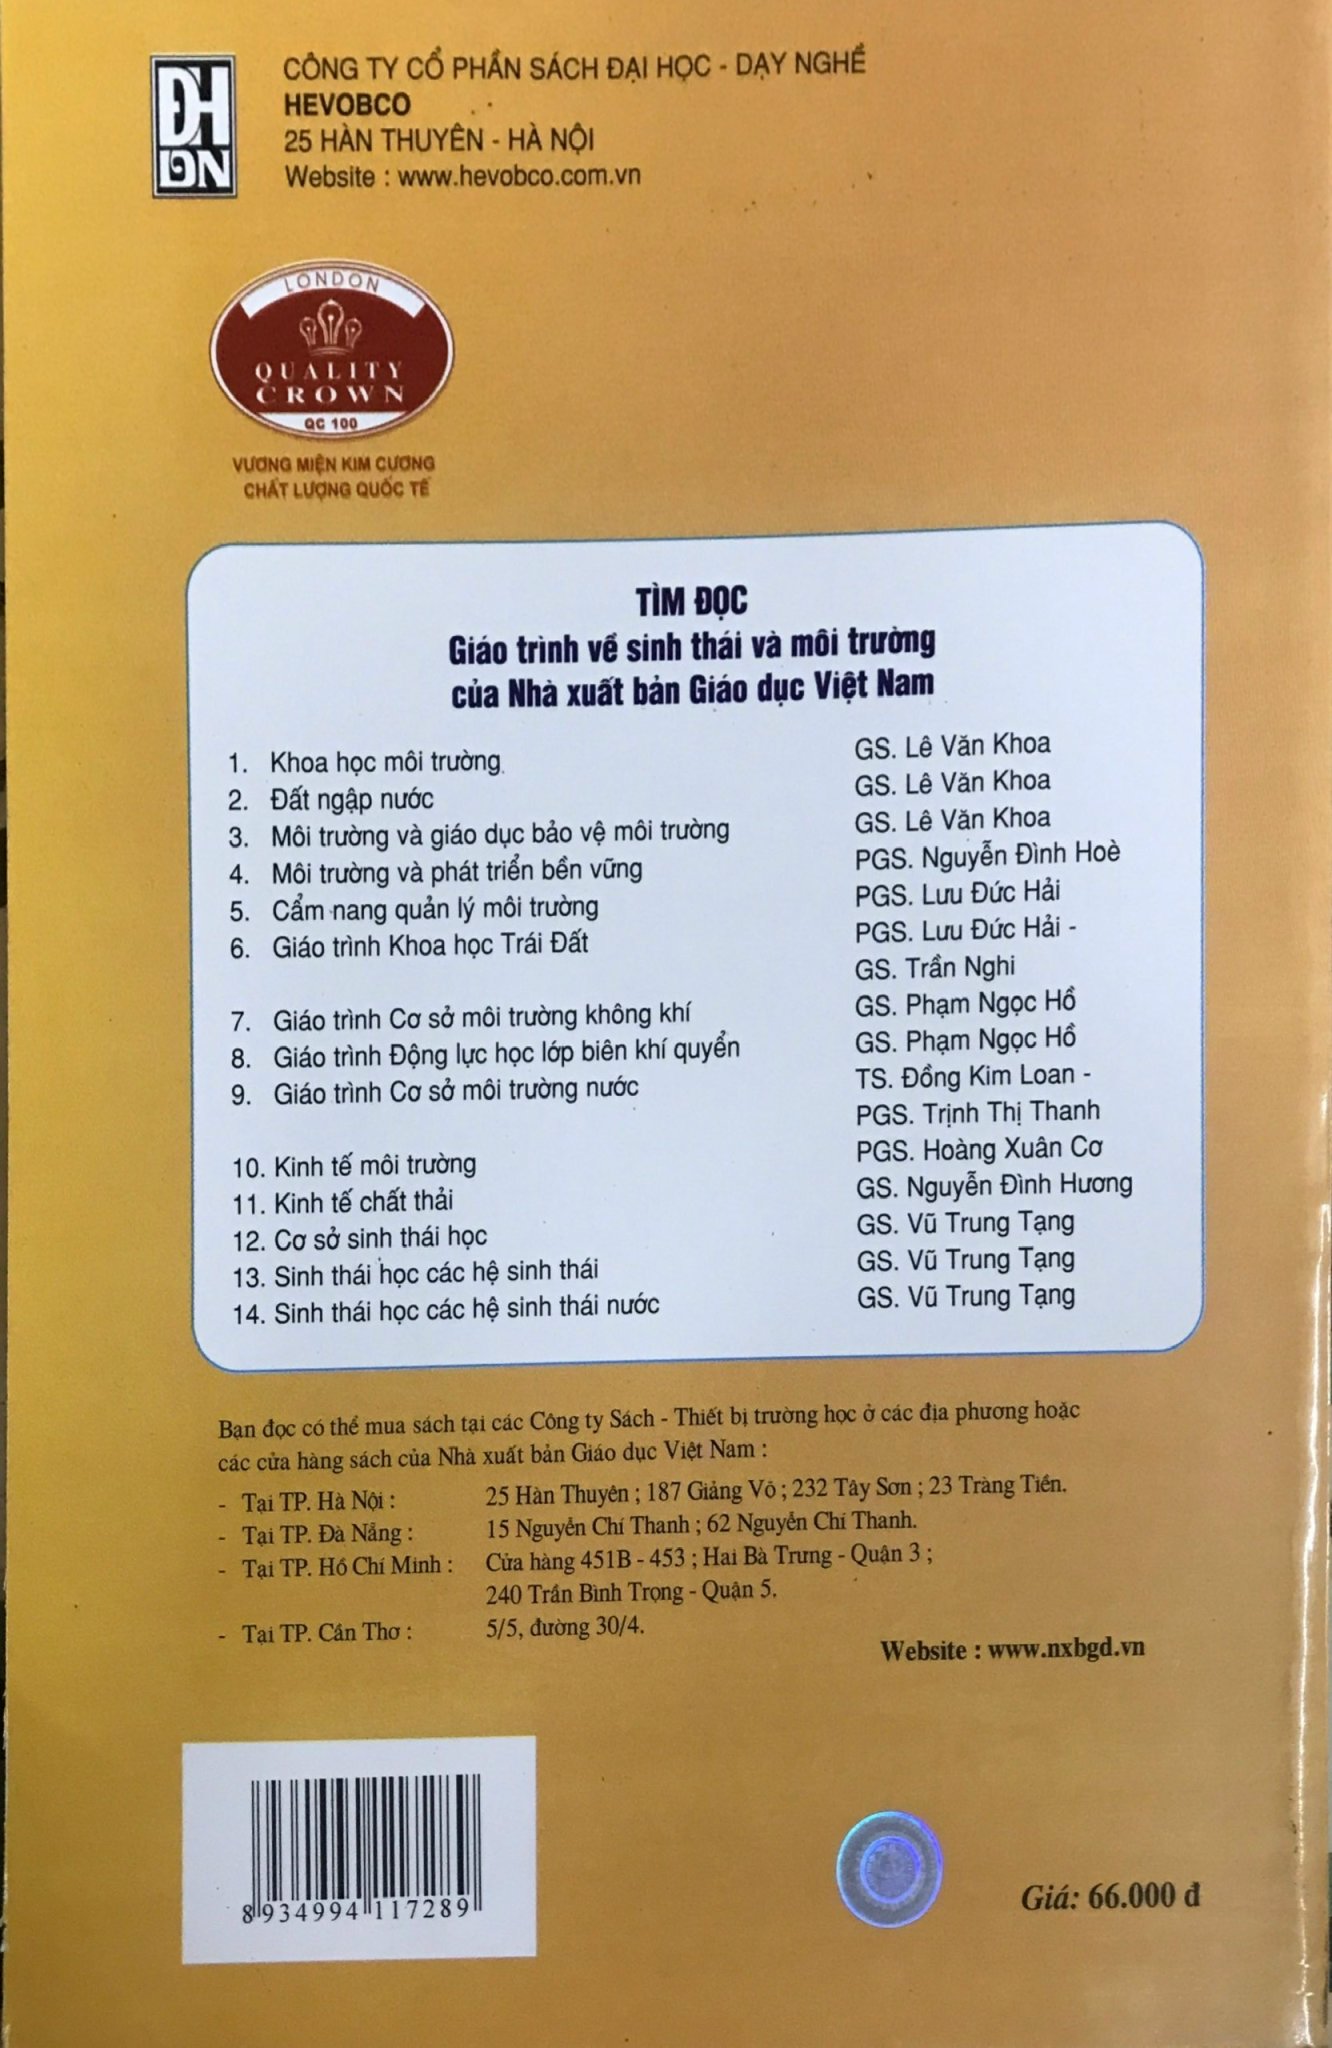 ĐH
DN
CÔNG TY CỔ PHẦN SÁCH ĐẠI HỌC - DẠY NGHỀ
HEVOBCO
25 HÀN THUYÊN - HÀ NỘI
Website : www.hevobco.com.vn
LONDON
QUALITY
CROWN
QC 100
VƯƠNG MIỆN KIM CƯƠNG
CHẤT LƯỢNG QUỐC TẾ
TÌM ĐỌC
Giáo trình về sinh thái và môi trường
của Nhà xuất bản Giáo dục Việt Nam
1. Khoa học môi trường GS. Lê Văn Khoa
2. Đất ngập nước GS. Lê Văn Khoa
3. Môi trường và giáo dục bảo vệ môi trường GS. Lê Văn Khoa
4. Môi trường và phát triển bền vững PGS. Nguyễn Đình Hoè
5. Cẩm nang quản lý môi trường PGS. Lưu Đức Hải
6. Giáo trình Khoa học Trái Đất PGS. Lưu Đức Hải -
GS. Trần Nghi
7. Giáo trình Cơ sở môi trường không khí GS. Phạm Ngọc Hồ
8. Giáo trình Động lực học lớp biên khí quyển GS. Phạm Ngọc Hồ
9. Giáo trình Cơ sở môi trường nước TS. Đồng Kim Loan -
PGS. Trịnh Thị Thanh
10. Kinh tế môi trường PGS. Hoàng Xuân Cơ
11. Kinh tế chất thải GS. Nguyễn Đình Hương
12. Cơ sở sinh thái học GS. Vũ Trung Tạng
13. Sinh thái học các hệ sinh thái GS. Vũ Trung Tạng
14. Sinh thái học các hệ sinh thái nước GS. Vũ Trung Tạng
Bạn đọc có thể mua sách tại các Công ty Sách - Thiết bị trường học ở các địa phương hoặc
các cửa hàng sách của Nhà xuất bản Giáo dục Việt Nam :
- Tại TP. Hà Nội : 25 Hàn Thuyên ; 187 Giảng Võ ; 232 Tây Sơn ; 23 Tràng Tiền.
- Tại TP. Đà Nẵng : 15 Nguyễn Chí Thanh ; 62 Nguyễn Chí Thanh.
- Tại TP. Hồ Chí Minh : Cửa hàng 451B - 453 ; Hai Bà Trưng - Quận 3 ;
240 Trần Bình Trọng - Quận 5.
- Tại TP. Cần Thơ : 5/5, đường 30/4.
Website : www.nxbgd.vn
8 934994 117289
Giá: 66.000 đ